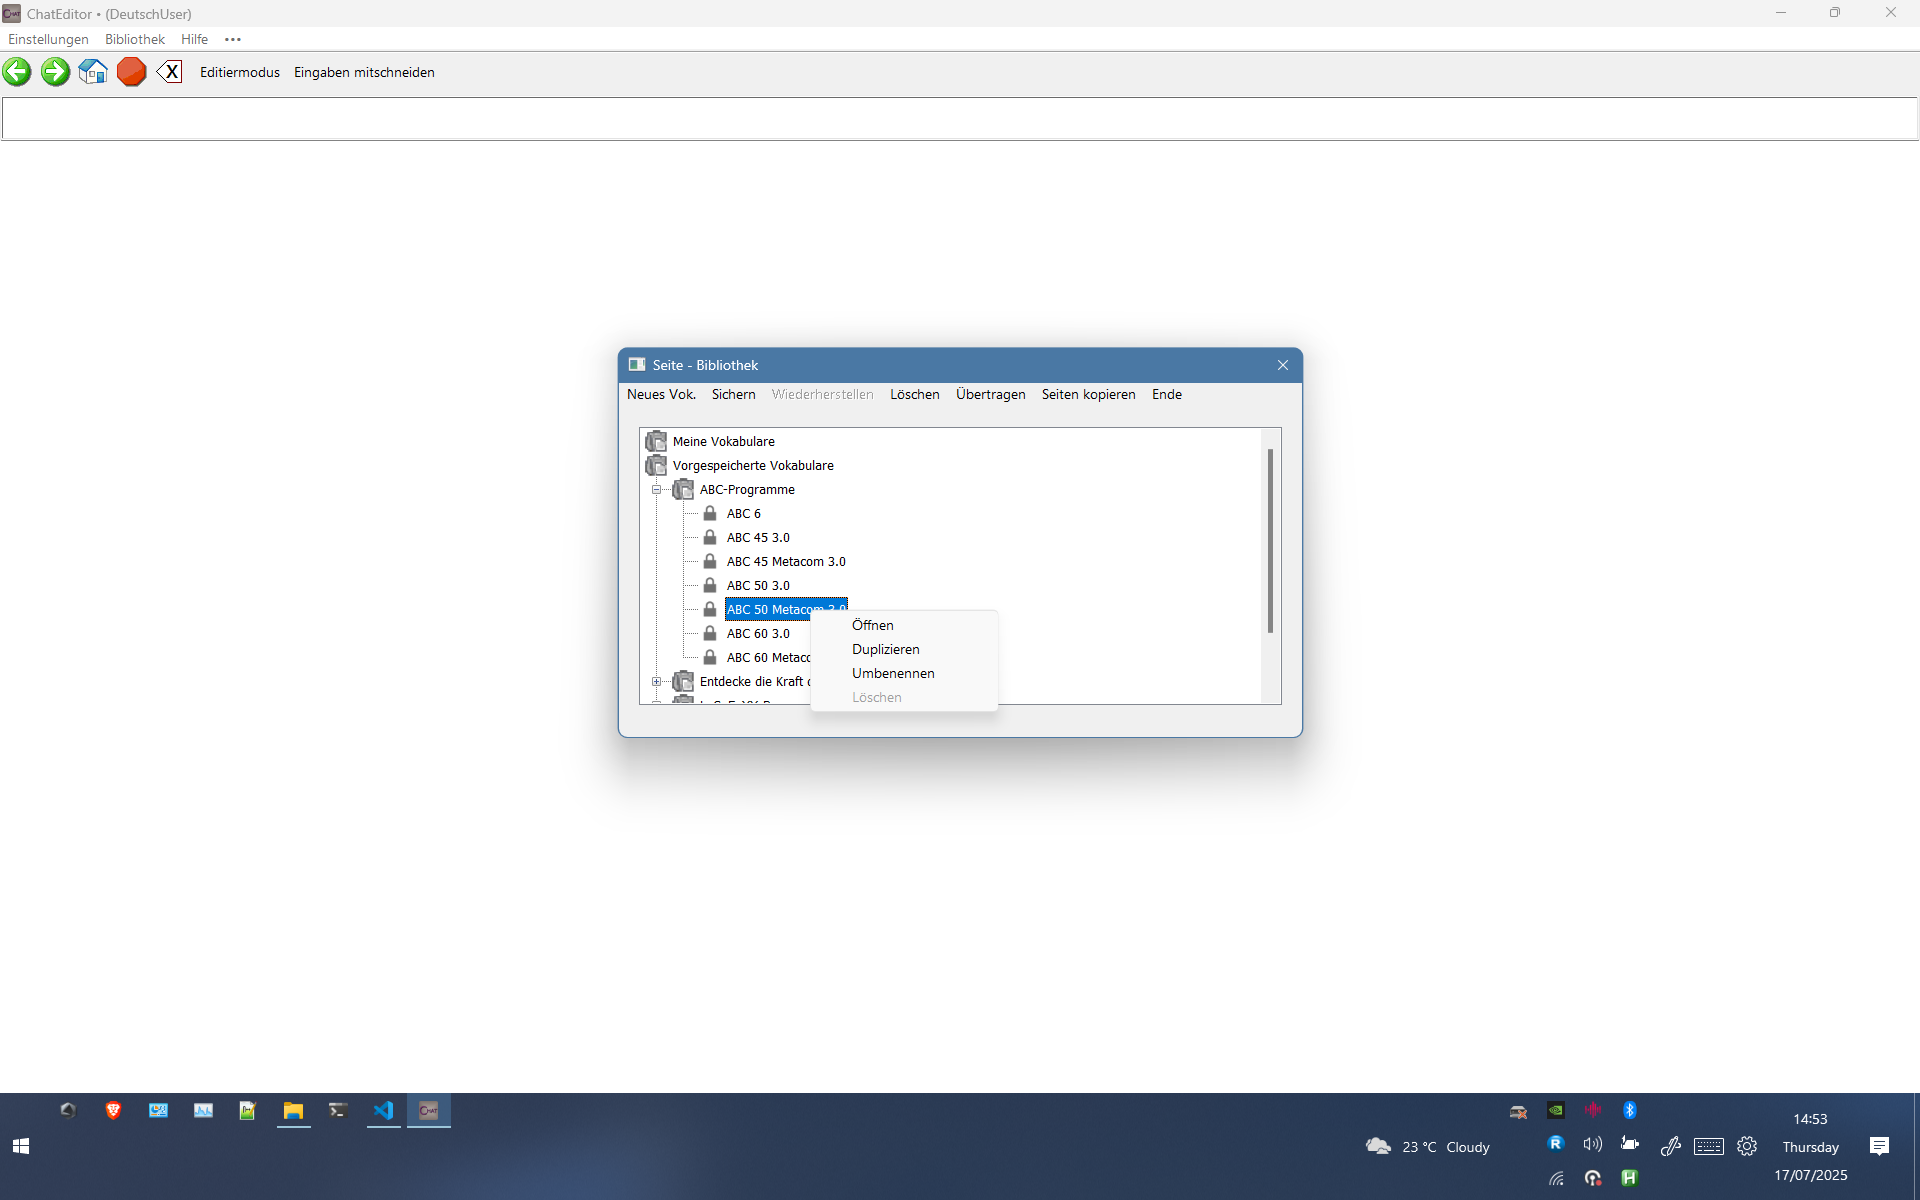 ChatEditor • (DeutschUser)
Einstellungen Bibliothek Hilfe •••
X Editiermodus Eingaben mitschneiden
Seite - Bibliothek
Neues Vok. Sichern Wiederherstellen Löschen Übertragen Seiten kopieren Ende
Meine Vokabulare
Vorgespeicherte Vokabulare
ABC-Programme
ABC 6
ABC 45 3.0
ABC 45 Metacom 3.0
ABC 50 3.0
ABC 50 Metacom 3.0
Öffnen
ABC 60 3.0
Duplizieren
ABC 60 Metac
Umbenennen
Entdecke die Kraft
Löschen
14:53
23 °C Cloudy
Thursday
17/07/2025